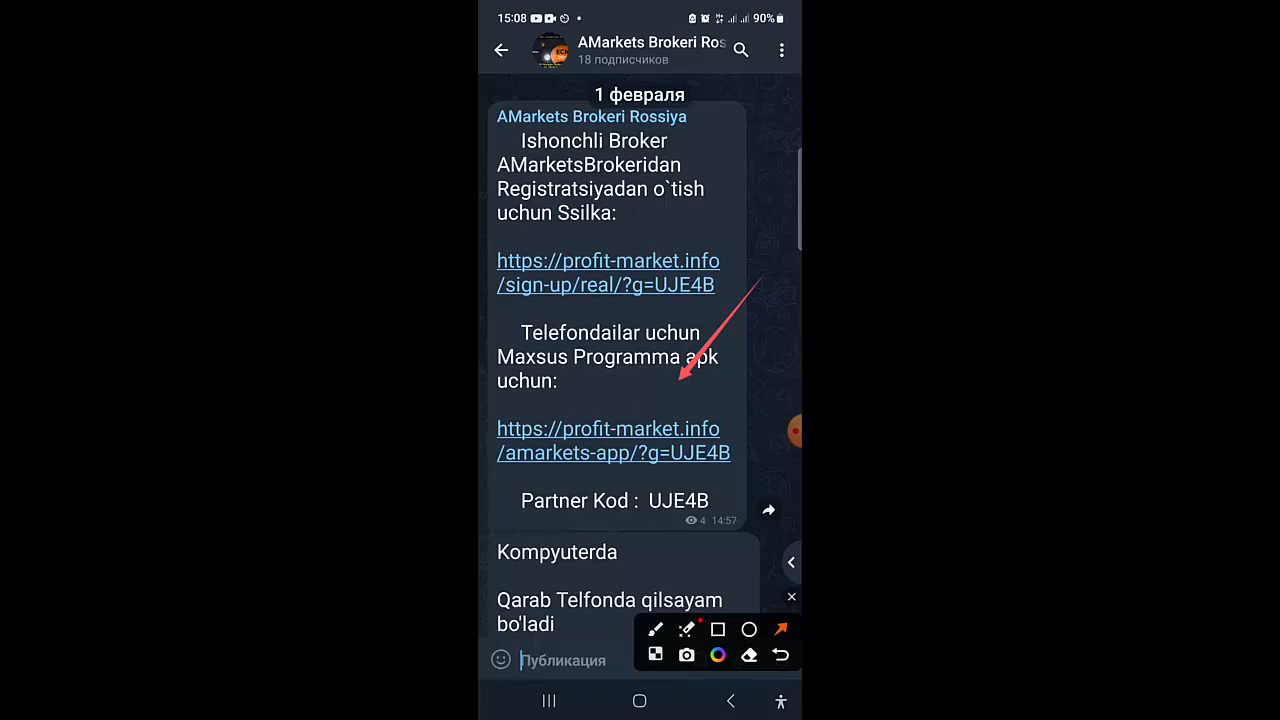 15:08
90%
AMarkets Brokeri Ros
18 подписчиков
1 февраля
AMarkets Brokeri Rossiya
Ishonchli Broker
AMarketsBrokeridan
Registratsiyadan o`tish
uchun Ssilka:
https://profit-market.info
/sign-up/real/?g=UJE4B
Telefondailar uchun
Maxsus Programma apk
uchun:
https://profit-market.info
/amarkets-app/?g=UJE4B
Partner Kod : UJE4B
4 14:57
Kompyuterda
Qarab Telfonda qilsayam
bo'ladi
Публикация